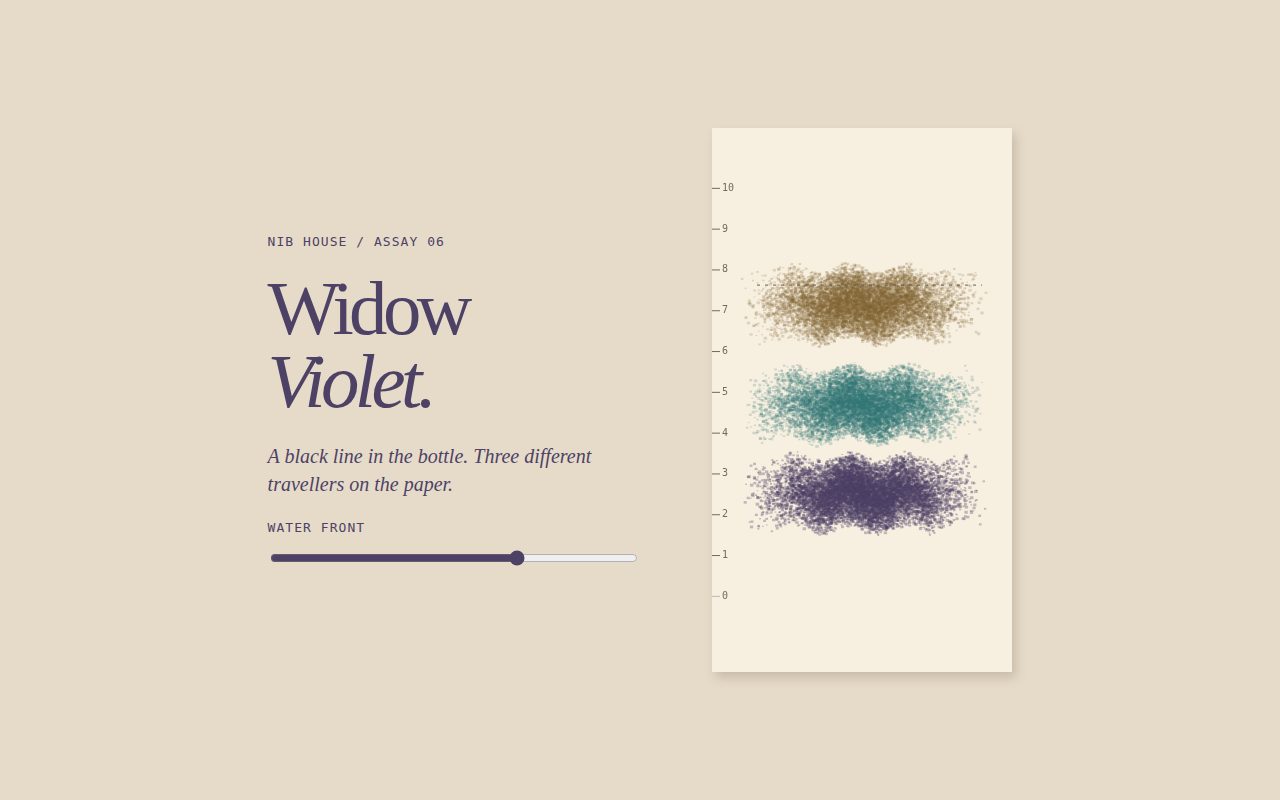 NIB HOUSE / ASSAY 06
Widow
Violet.
A black line in the bottle. Three different
travellers on the paper.
WATER FRONT
10
9
8
7
6
5
4
3
2
1
0